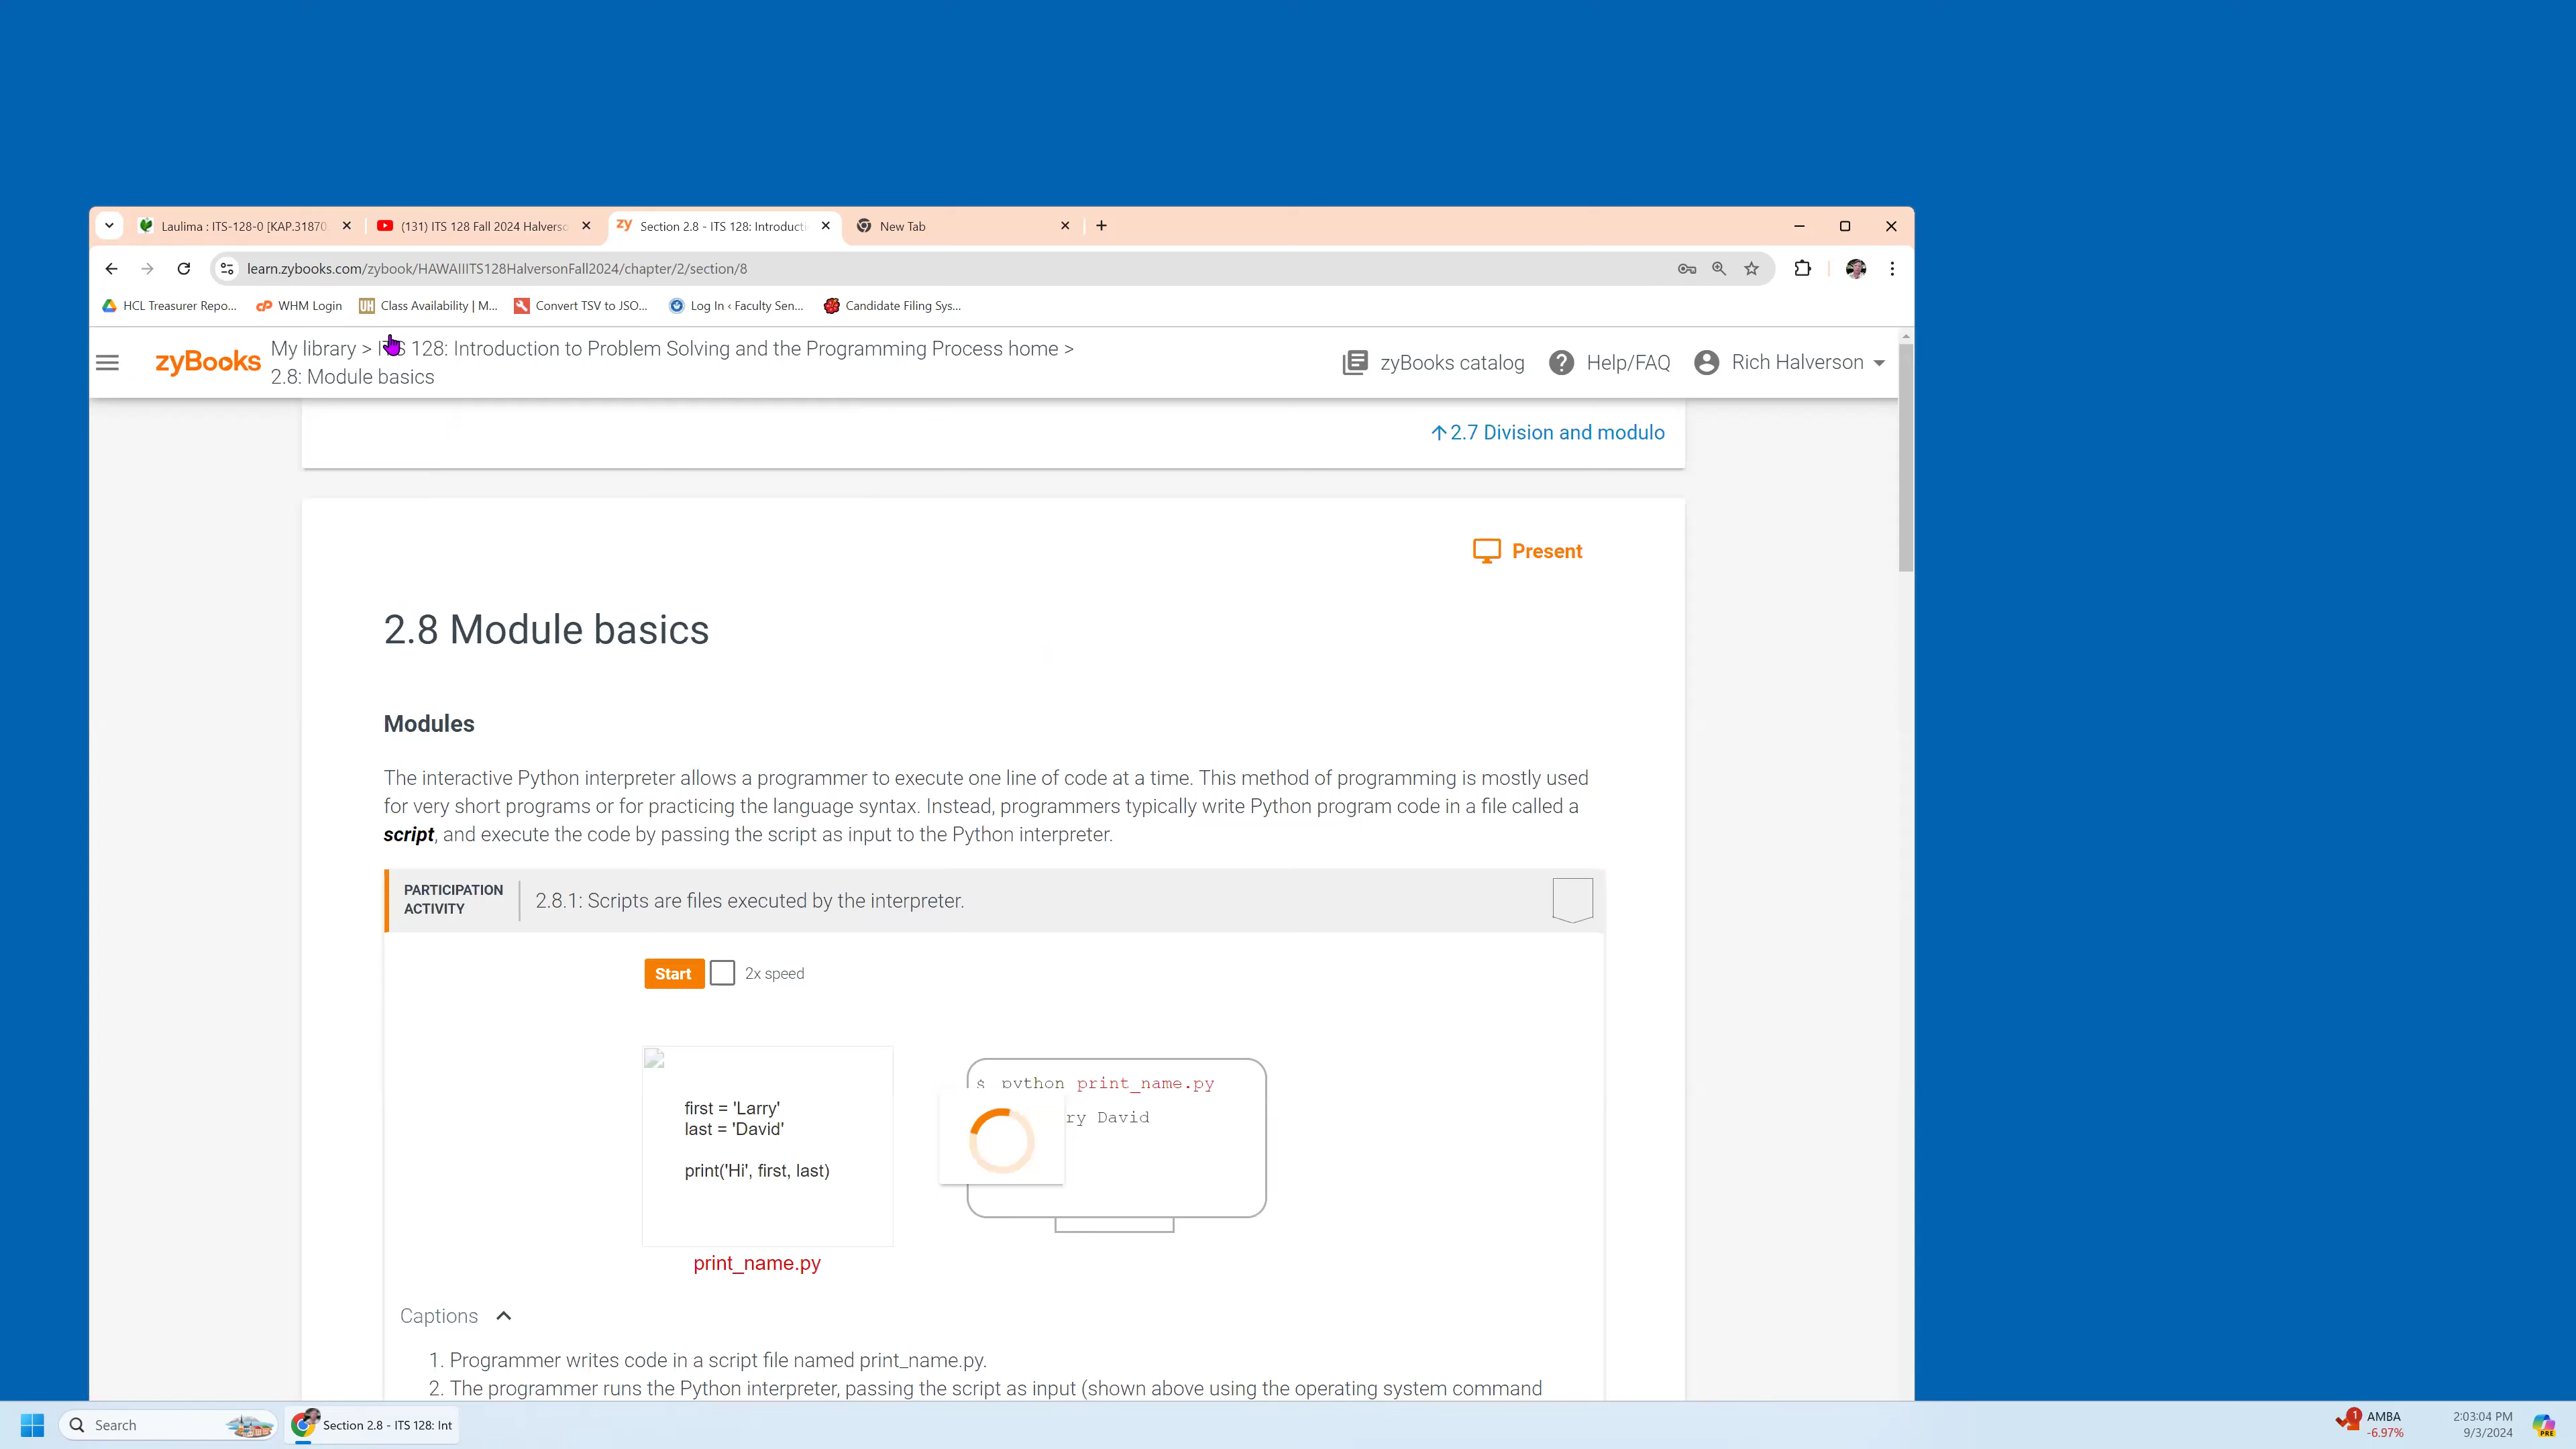 Laulima : ITS-128-0 [KAP.31870
(131) ITS 128 Fall 2024 Halverso
zy Section 2.8 - ITS 128: Introducti
New Tab
learn.zybooks.com/zybook/HAWAIIITS128HalversonFall2024/chapter/2/section/8
HCL Treasurer Repo...
WHM Login
UH Class Availability | M...
Convert TSV to JSO...
Log In ‹ Faculty Sen...
Candidate Filing Sys...
zyBooks
My library > ITS 128: Introduction to Problem Solving and the Programming Process home >
2.8: Module basics
zyBooks catalog
Help/FAQ
Rich Halverson
↑2.7 Division and modulo
Present
2.8 Module basics
Modules
The interactive Python interpreter allows a programmer to execute one line of code at a time. This method of programming is mostly used
for very short programs or for practicing the language syntax. Instead, programmers typically write Python program code in a file called a
script, and execute the code by passing the script as input to the Python interpreter.
PARTICIPATION
ACTIVITY
2.8.1: Scripts are files executed by the interpreter.
Start
2x speed
first = 'Larry'
last = 'David'
print('Hi', first, last)
print_name.py
$ python print_name.py
ry David
Captions
1. Programmer writes code in a script file named print_name.py.
2. The programmer runs the Python interpreter, passing the script as input (shown above using the operating system command
Search
Section 2.8 - ITS 128: Int
1
AMBA
-6.97%
2:03:04 PM
9/3/2024
PRE